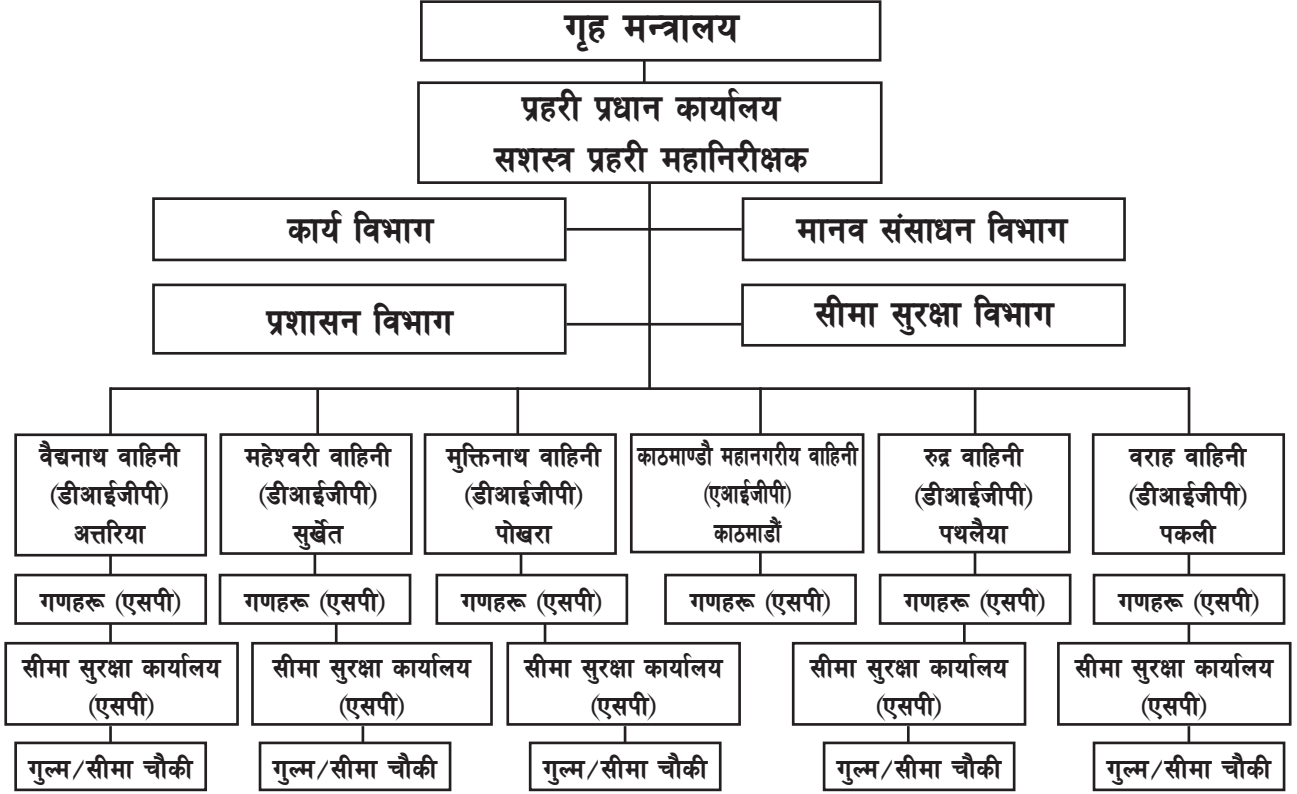 गृह मन्त्रालय
प्रहरी प्रधान कार्यालय
सशस्त्र प्रहरी महानिरीक्षक
कार्य विभाग
मानव संसाधन विभाग
प्रशासन विभाग
सीमा सुरक्षा विभाग
वैद्यनाथ वाहिनी
(डीआईजीपी)
अत्तरिया
महेश्वरी वाहिनी
(डीआईजीपी)
सुर्खेत
मुक्तिनाथ वाहिनी
(डीआईजीपी)
पोखरा
काठमाण्डौ महानगरीय वाहिनी
(एआईजीपी)
काठमाडौं
रुद्र वाहिनी
(डीआईजीपी)
पथलैया
वराह वाहिनी
(डीआईजीपी)
पकली
गणहरू (एसपी)
गणहरू (एसपी)
गणहरू (एसपी)
गणहरू (एसपी)
गणहरू (एसपी)
गणहरू (एसपी)
सीमा सुरक्षा कार्यालय
(एसपी)
सीमा सुरक्षा कार्यालय
(एसपी)
सीमा सुरक्षा कार्यालय
(एसपी)
सीमा सुरक्षा कार्यालय
(एसपी)
सीमा सुरक्षा कार्यालय
(एसपी)
गुल्म/सीमा चौकी
गुल्म/सीमा चौकी
गुल्म/सीमा चौकी
गुल्म/सीमा चौकी
गुल्म/सीमा चौकी